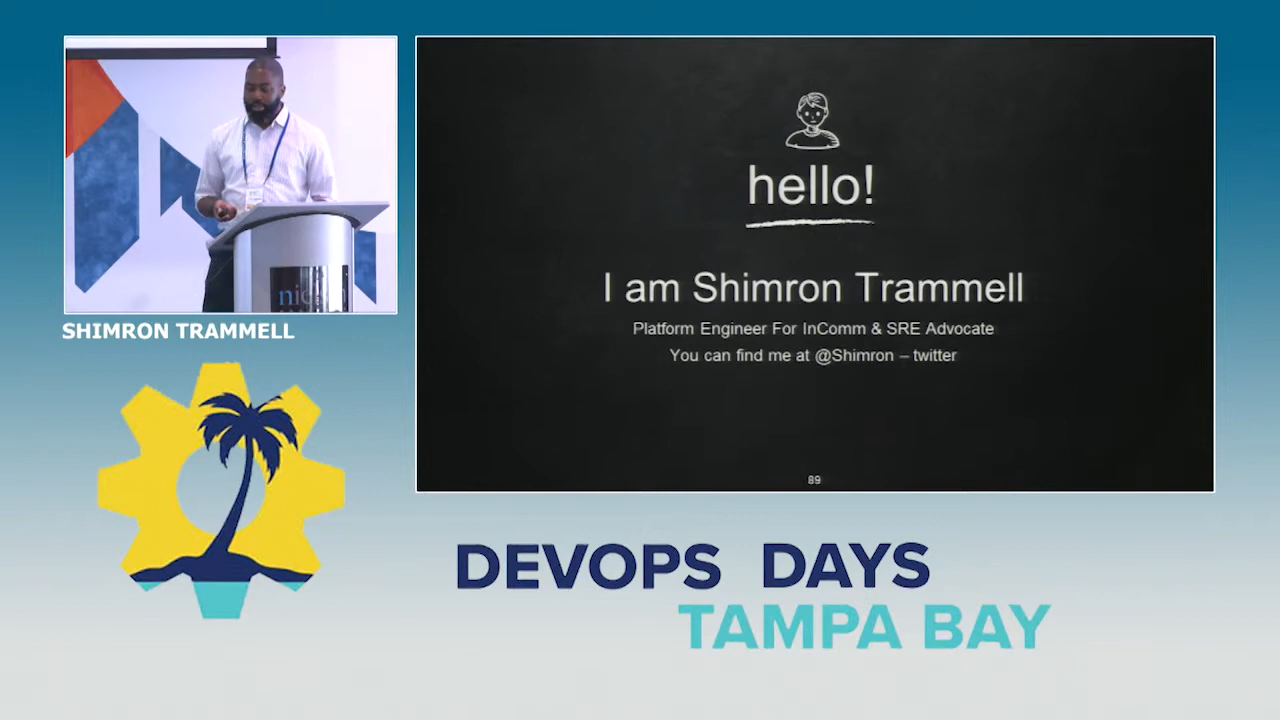 SHIMRON TRAMMELL
hello!
I am Shimron Trammell
Platform Engineer For InComm & SRE Advocate
You can find me at @Shimron – twitter
89
DEVOPS DAYS
TAMPA BAY